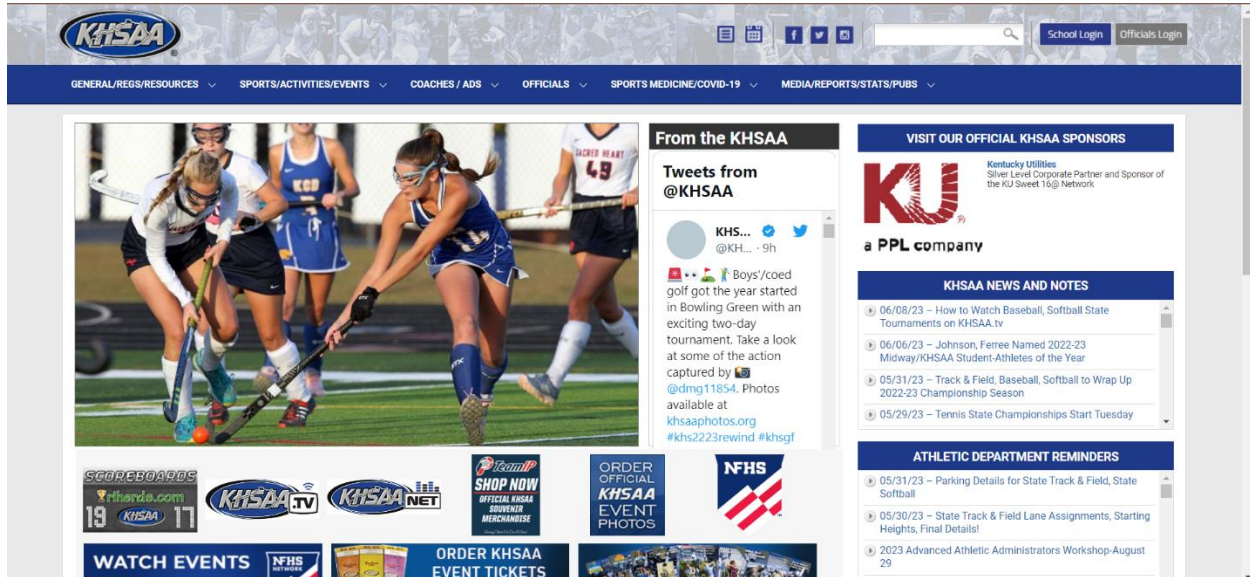 KHSAA
School Login
Officials Login
GENERAL/REGS/RESOURCES
SPORTS/ACTIVITIES/EVENTS
COACHES / ADS
OFFICIALS
SPORTS MEDICINE/COVID-19
MEDIA/REPORTS/STATS/PUBS
KCD
SACRED HEART
49
From the KHSAA
Tweets from
@KHSAA
KHS...
@KH... · 9h
🚨👀⛳🏌️ Boys'/coed
golf got the year started
in Bowling Green with an
exciting two-day
tournament. Take a look
at some of the action
captured by 📸
@dmg11854. Photos
available at
khsaaphotos.org
#khs2223rewind #khsgf
VISIT OUR OFFICIAL KHSAA SPONSORS
KU
a PPL company
Kentucky Utilities
Silver Level Corporate Partner and Sponsor of
the KU Sweet 16@ Network
KHSAA NEWS AND NOTES
06/08/23 – How to Watch Baseball, Softball State
Tournaments on KHSAA.tv
06/06/23 – Johnson, Ferree Named 2022-23
Midway/KHSAA Student-Athletes of the Year
05/31/23 – Track & Field, Baseball, Softball to Wrap Up
2022-23 Championship Season
05/29/23 – Tennis State Championships Start Tuesday
ATHLETIC DEPARTMENT REMINDERS
05/31/23 – Parking Details for State Track & Field, State
Softball
05/30/23 – State Track & Field Lane Assignments, Starting
Heights, Final Details!
2023 Advanced Athletic Administrators Workshop-August
29
SCOREBOARDS
19 KHSAA 17
KHSAA.TV
KHSAA NET
TeamIP
SHOP NOW
OFFICIAL KHSAA
SOUVENIR
MERCHANDISE
ORDER
OFFICIAL
KHSAA
EVENT
PHOTOS
NFHS
WATCH EVENTS
NFHS
NETWORK
ORDER KHSAA
EVENT TICKETS